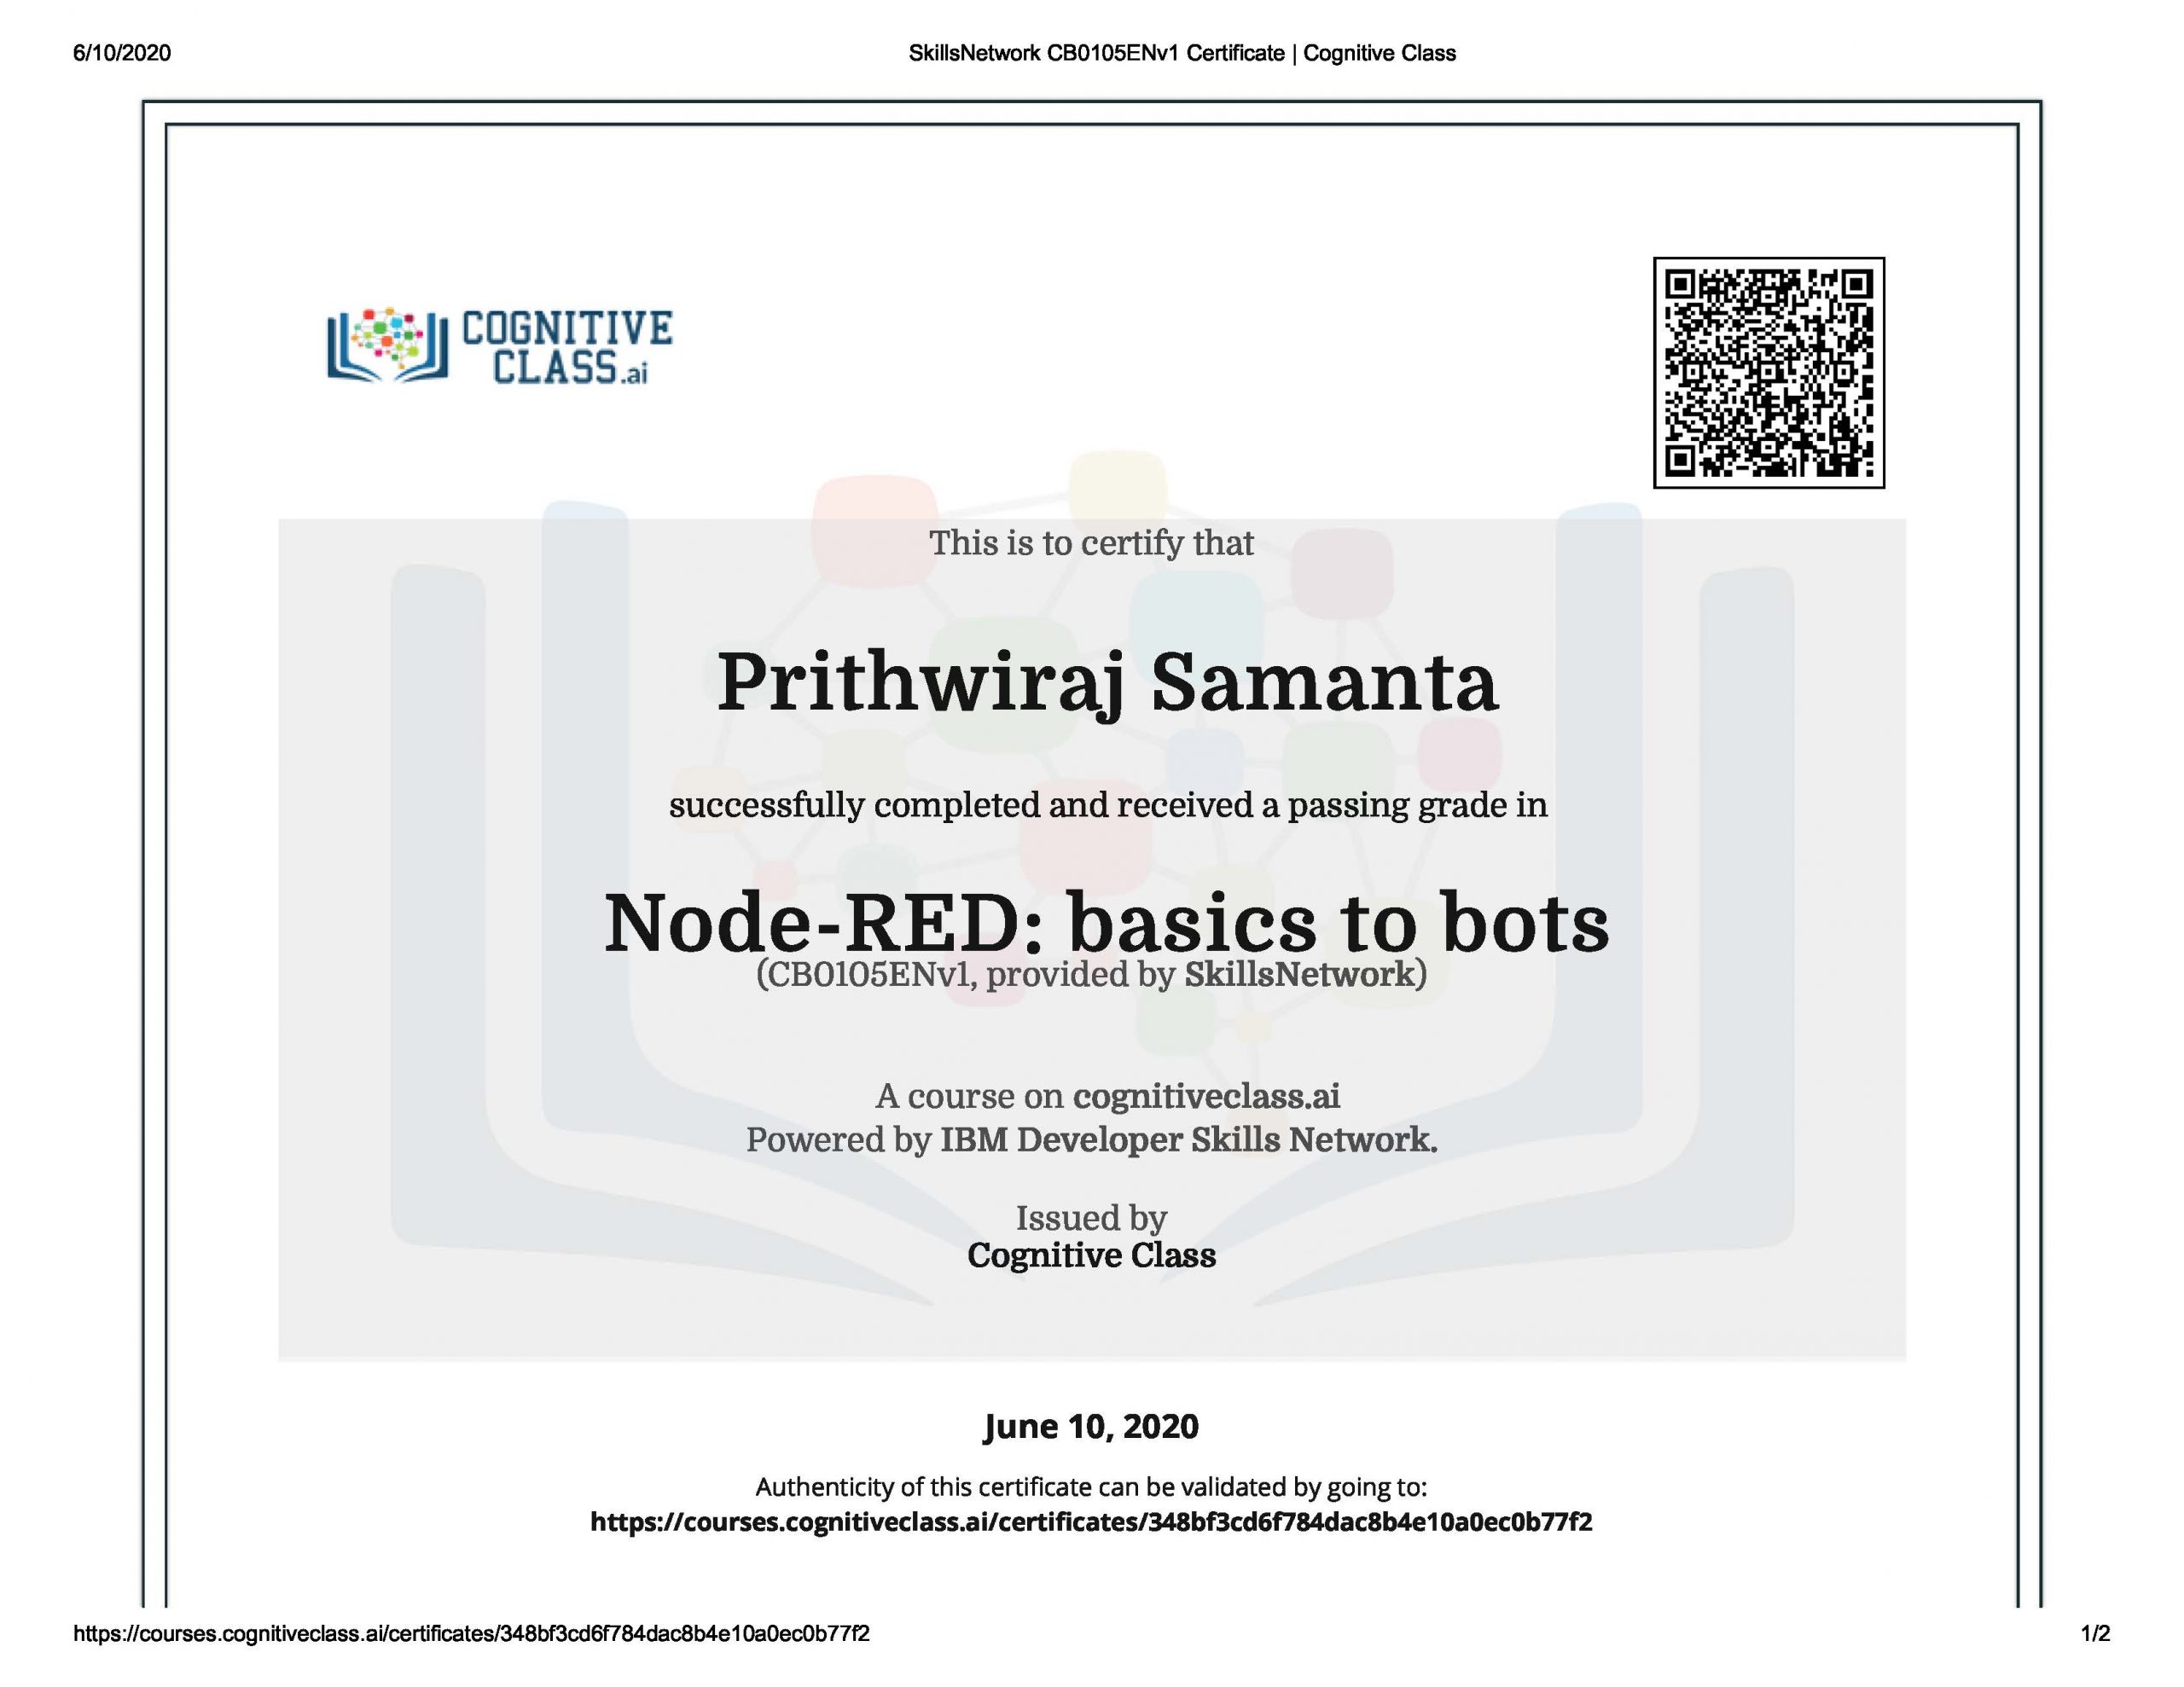 6/10/2020
SkillsNetwork CB0105ENv1 Certificate | Cognitive Class
COGNITIVE
CLASS.ai
This is to certify that
Prithwiraj Samanta
successfully completed and received a passing grade in
Node-RED: basics to bots
(CB0105ENv1, provided by SkillsNetwork)
A course on cognitiveclass.ai
Powered by IBM Developer Skills Network.
Issued by
Cognitive Class
June 10, 2020
Authenticity of this certificate can be validated by going to:
https://courses.cognitiveclass.ai/certificates/348bf3cd6f784dac8b4e10a0ec0b77f2
https://courses.cognitiveclass.ai/certificates/348bf3cd6f784dac8b4e10a0ec0b77f2
1/2